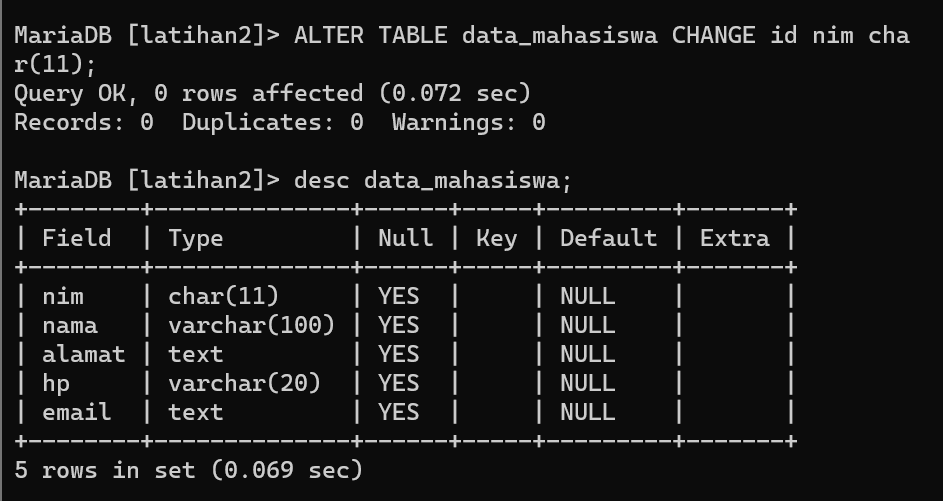 MariaDB [latihan2]> ALTER TABLE data_mahasiswa CHANGE id nim cha
r(11);
Query OK, 0 rows affected (0.072 sec)
Records: 0  Duplicates: 0  Warnings: 0

MariaDB [latihan2]> desc data_mahasiswa;
+--------+--------------+------+-----+---------+-------+
| Field  | Type         | Null | Key | Default | Extra |
+--------+--------------+------+-----+---------+-------+
| nim    | char(11)     | YES  |     | NULL    |       |
| nama   | varchar(100) | YES  |     | NULL    |       |
| alamat | text         | YES  |     | NULL    |       |
| hp     | varchar(20)  | YES  |     | NULL    |       |
| email  | text         | YES  |     | NULL    |       |
+--------+--------------+------+-----+---------+-------+
5 rows in set (0.069 sec)